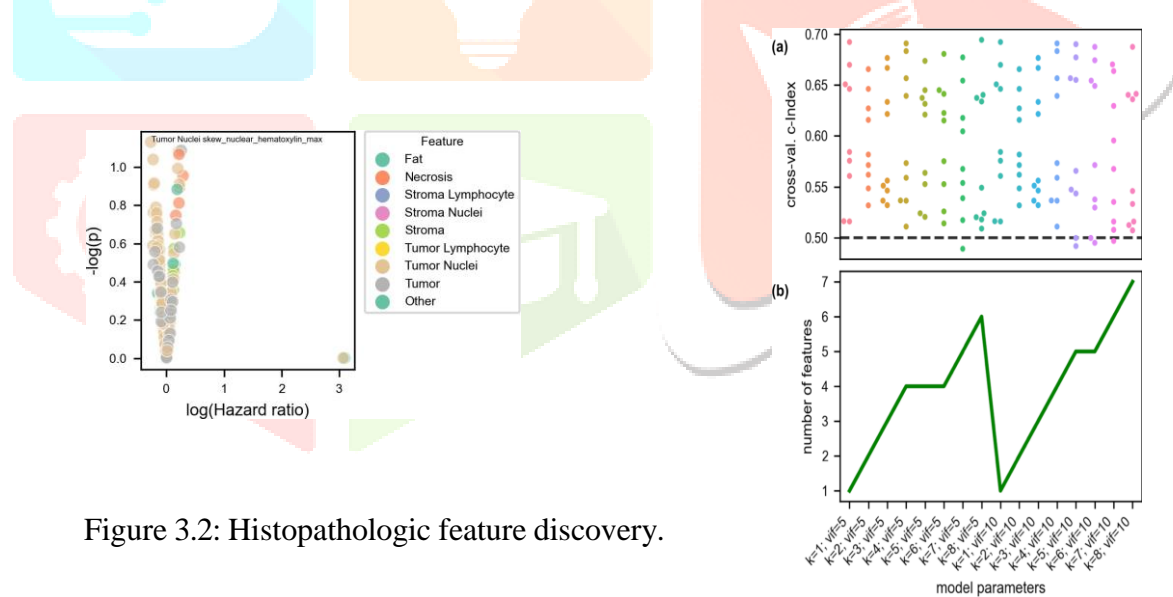 Tumor Nuclei skew_nuclear_hematoxylin_max
1.0
0.8
0.6
0.4
0.2
0.0
-log(p)
0 1 2 3
log(Hazard ratio)
Feature
Fat
Necrosis
Stroma Lymphocyte
Stroma Nuclei
Stroma
Tumor Lymphocyte
Tumor Nuclei
Tumor
Other
Figure 3.2: Histopathologic feature discovery.
(a)
0.70
0.65
0.60
0.55
0.50
cross-val. c-Index
(b)
7
6
5
4
3
2
1
number of features
k=1; vif=5
k=2; vif=5
k=3; vif=5
k=4; vif=5
k=5; vif=5
k=6; vif=5
k=7; vif=5
k=8; vif=5
k=1; vif=10
k=2; vif=10
k=3; vif=10
k=4; vif=10
k=5; vif=10
k=6; vif=10
k=7; vif=10
k=8; vif=10
model parameters